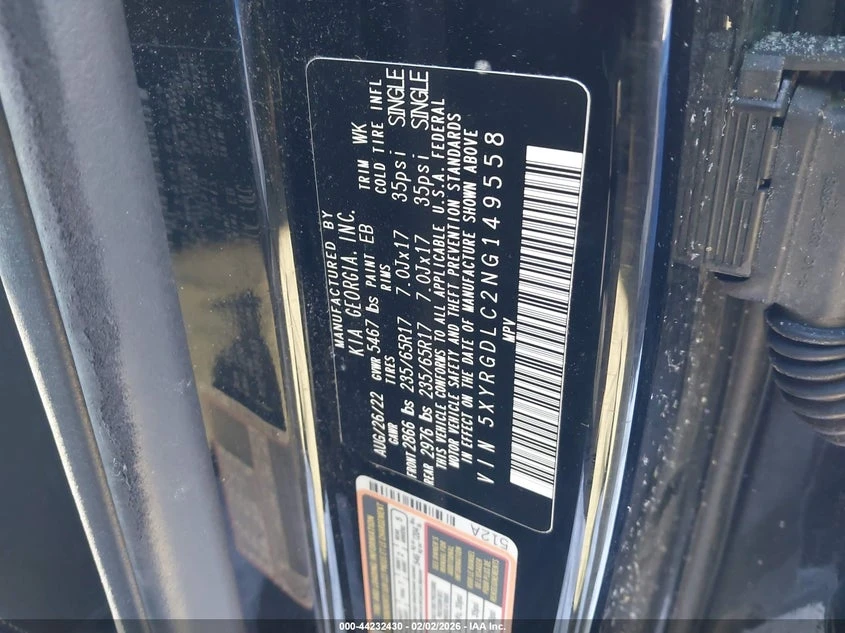 MANUFACTURED BY
KIA GEORGIA, INC.
AUG/26/22 GVWR 5467 lbs PAINT EB TRIM WK
GAWR TIRES RIMS COLD TIRE INFL
FRONT 2866 lbs 235/65R17 7.0Jx17 35psi SINGLE
REAR 2976 lbs 235/65R17 7.0Jx17 35psi SINGLE
THIS VEHICLE CONFORMS TO ALL APPLICABLE U.S.A. FEDERAL
MOTOR VEHICLE SAFETY AND THEFT PREVENTION STANDARDS
IN EFFECT ON THE DATE OF MANUFACTURE SHOWN ABOVE
VIN 5XYRGDLC2NG149558
MPV
512A
000-44232430 - 02/02/2026 - IAAI.COM